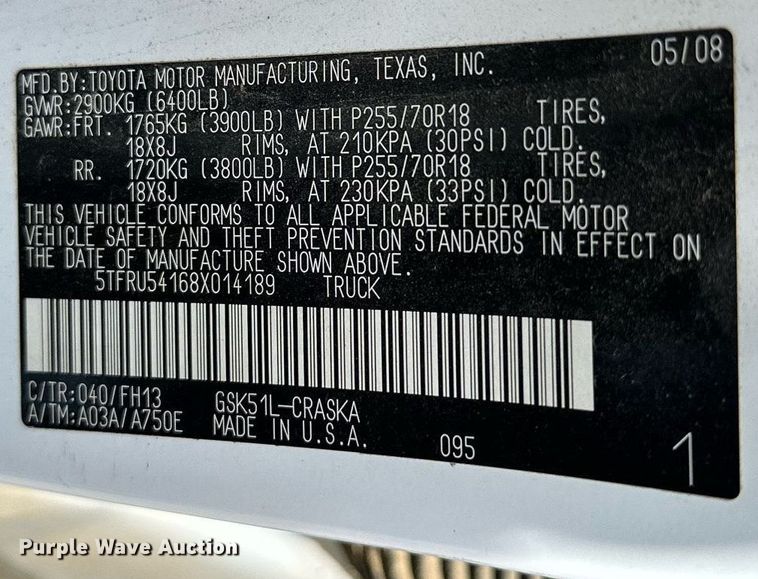 05/08
MFD.BY:TOYOTA MOTOR MANUFACTURING, TEXAS, INC.
GVWR:2900KG (6400LB)
GAWR:FRT. 1765KG (3900LB) WITH P255/70R18 TIRES,
18X8J RIMS, AT 210KPA (30PSI) COLD.
RR. 1720KG (3800LB) WITH P255/70R18 TIRES,
18X8J RIMS, AT 230KPA (33PSI) COLD.
THIS VEHICLE CONFORMS TO ALL APPLICABLE FEDERAL MOTOR
VEHICLE SAFETY AND THEFT PREVENTION STANDARDS IN EFFECT ON
THE DATE OF MANUFACTURE SHOWN ABOVE.
5TFRU54168X014189 TRUCK
C/TR:040/FH13 GSK51L-CRASKA
A/TM:A03A/A750E MADE IN U.S.A. 095 1
Purple Wave Auction